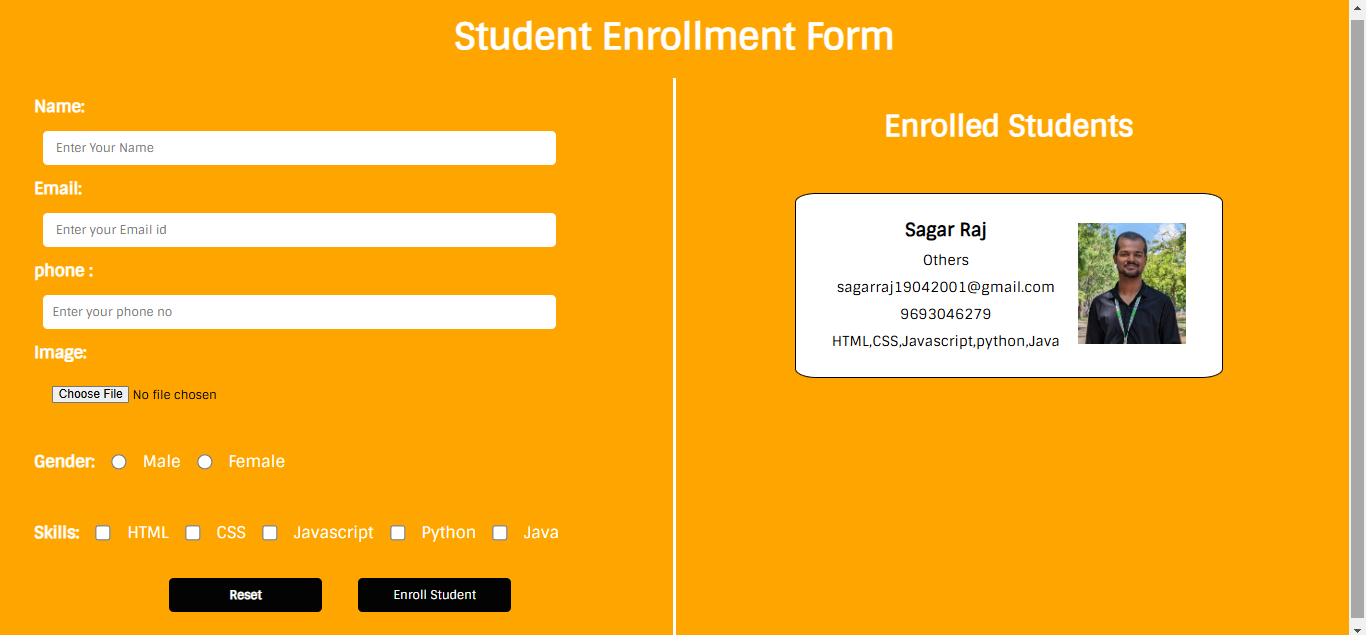 Student Enrollment Form
Name:
Enter Your Name
Email:
Enter your Email id
phone :
Enter your phone no
Image:
Choose File No file chosen
Gender: Male Female
Skills: HTML CSS Javascript Python Java
Reset Enroll Student
Enrolled Students
Sagar Raj
Others
sagarraj19042001@gmail.com
9693046279
HTML,CSS,Javascript,python,Java